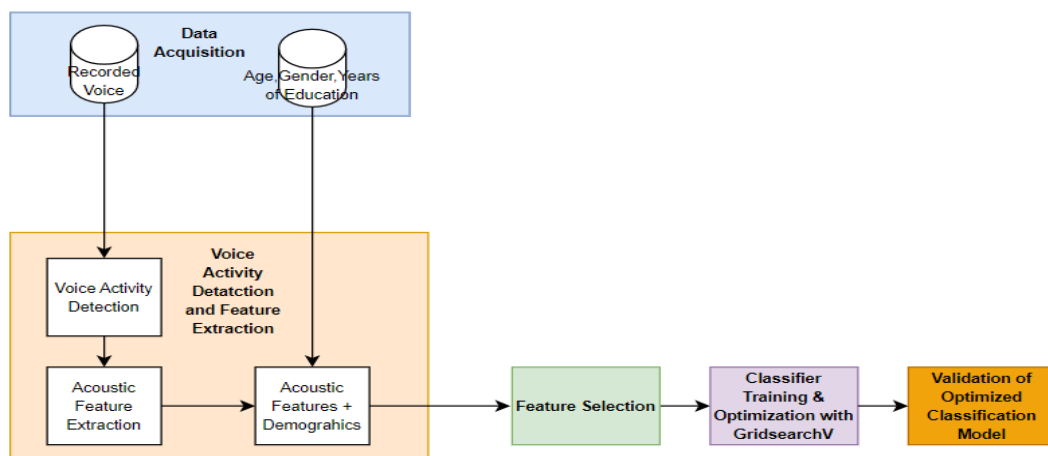 Data
Acquisition
Recorded
Voice
Age,Gender,Years
of Education
Voice
Activity
Detatction
and Feature
Extraction
Voice Activity
Detection
Acoustic
Feature
Extraction
Acoustic
Features +
Demograhics
Feature Selection
Classifier
Training &
Optimization with
GridsearchV
Validation of
Optimized
Classification
Model